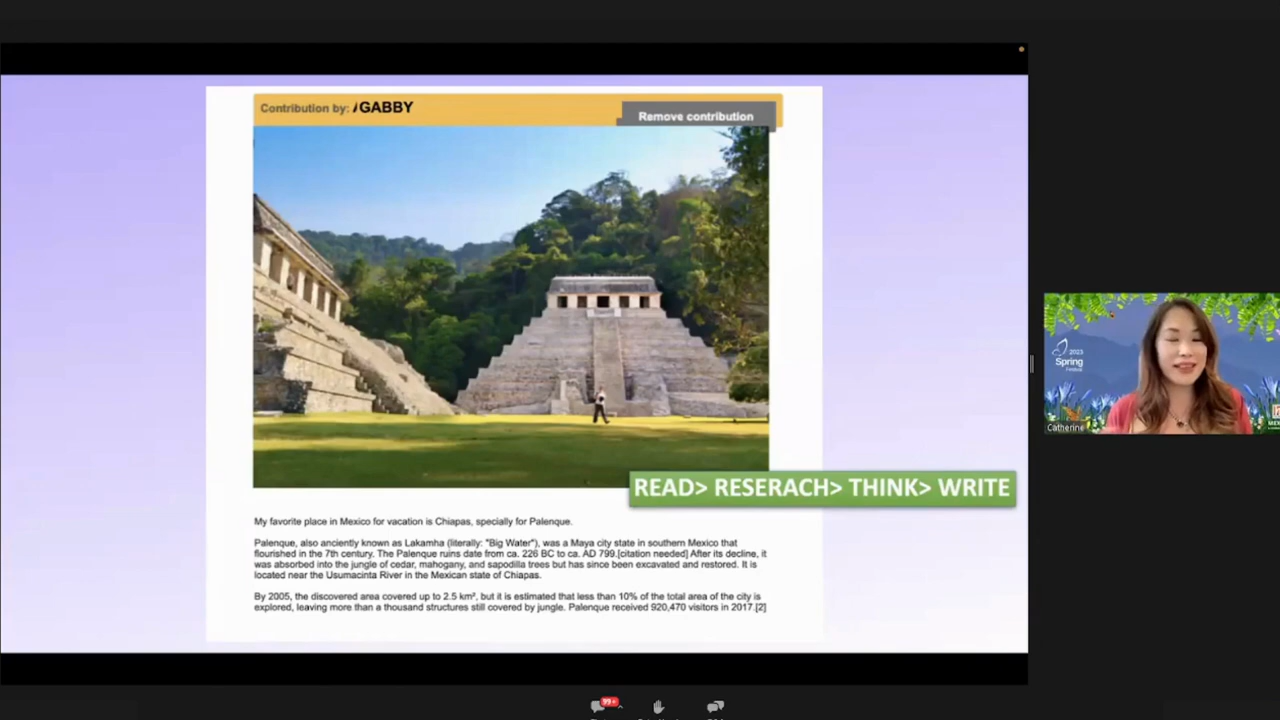 Contribution by: GABBY
Remove contribution
READ> RESERACH> THINK> WRITE
My favorite place in Mexico for vacation is Chiapas, specially for Palenque.
Palenque, also anciently known as Lakamha (literally: "Big Water"), was a Maya city state in southern Mexico that
flourished in the 7th century. The Palenque ruins date from ca. 226 BC to ca. AD 799.[citation needed] After its decline, it
was absorbed into the jungle of cedar, mahogany, and sapodilla trees but has since been excavated and restored. It is
located near the Usumacinta River in the Mexican state of Chiapas.
By 2005, the discovered area covered up to 2.5 km², but it is estimated that less than 10% of the total area of the city is
explored, leaving more than a thousand structures still covered by jungle. Palenque received 920,470 visitors in 2017.[2]
2023
Spring
Festival
Catherine
99+